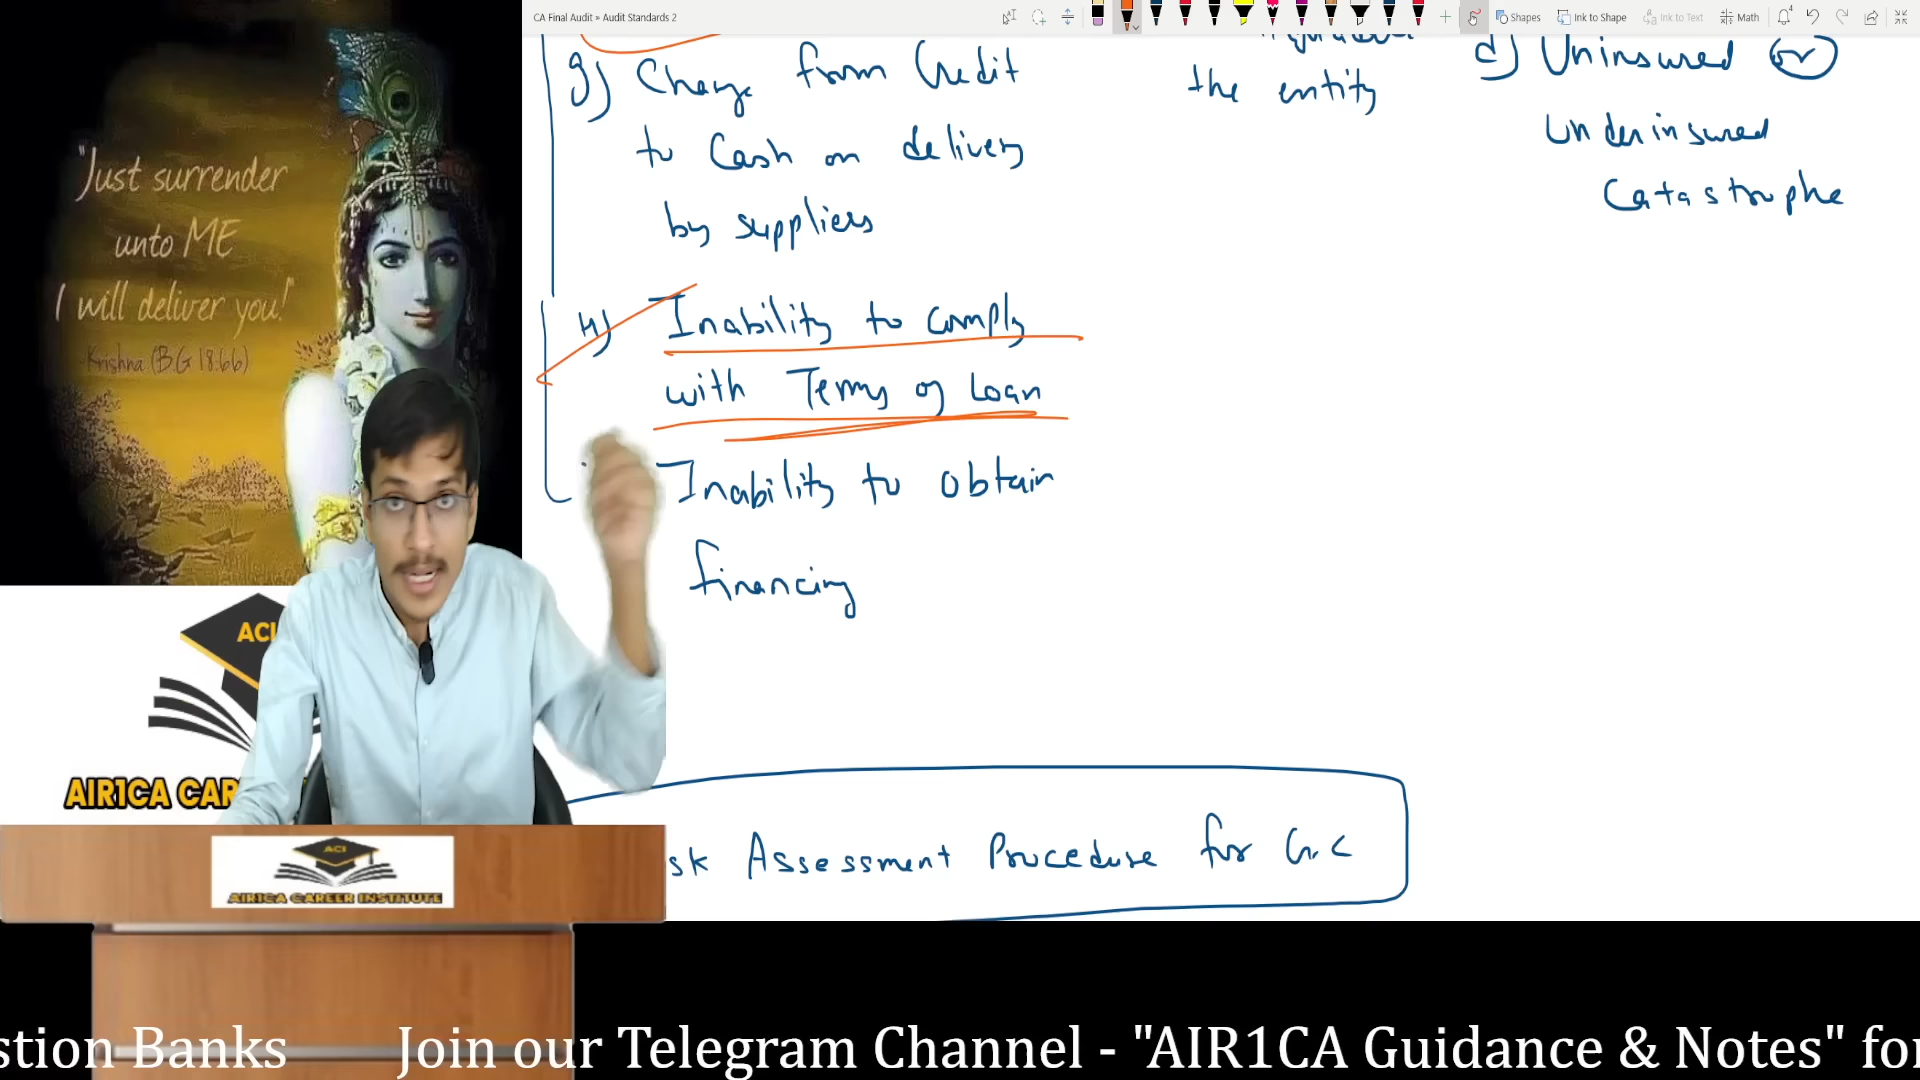 CA Final Audit » Audit Standards 2
Shapes
Ink to Shape
Ink to Text
Math
g) Change from Credit
to Cash on delivery
by suppliers
the entity
d) Uninsured or
Underinsured
Catastrophe
h) Inability to comply
with Terms of Loan
Inability to obtain
financing
sk Assessment Procedure for G.C
"Just surrender
unto ME
I will deliver you!"
Krishna (B.G 18:66)
ACI
AIR1CA CAR
ACI
AIR1CA CAREER INSTITUTE
stion Banks Join our Telegram Channel - "AIR1CA Guidance & Notes" for